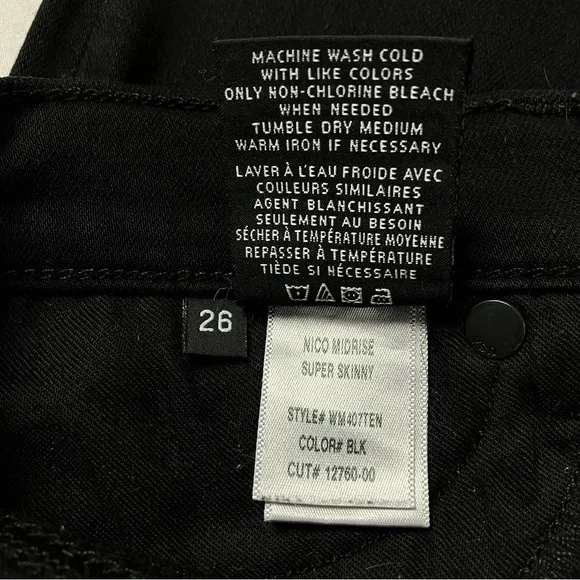 MACHINE WASH COLD
WITH LIKE COLORS
ONLY NON-CHLORINE BLEACH
WHEN NEEDED
TUMBLE DRY MEDIUM
WARM IRON IF NECESSARY
LAVER À L'EAU FROIDE AVEC
COULEURS SIMILAIRES
AGENT BLANCHISSANT
SEULEMENT AU BESOIN
SÉCHER À TEMPÉRATURE MOYENNE
REPASSER À TEMPÉRATURE
TIÈDE SI NÉCESSAIRE
26
NICO MIDRISE
SUPER SKINNY
STYLE# WM407TEN
COLOR# BLK
CUT# 12760-00